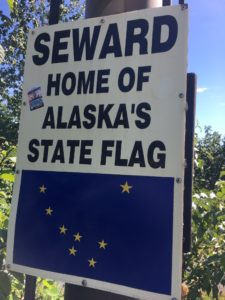 SEWARD
HOME OF
ALASKA'S
STATE FLAG